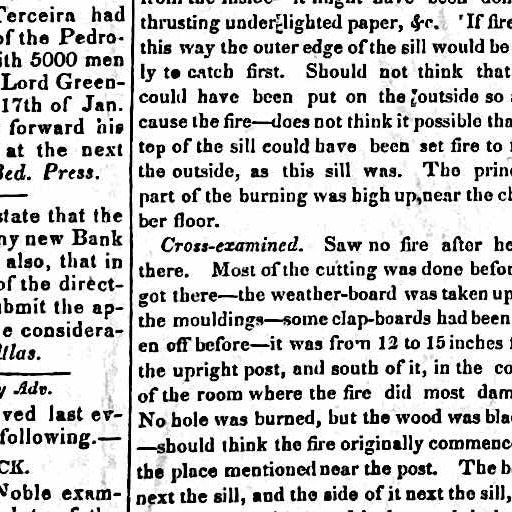 Terceira had
of the Pedro-
ith 5000 men
Lord Green-
17th of Jan.
forward his
at the next
Bed. Press.
state that the
ny new Bank
also, that in
of the direct-
ubmit the ap-
e considera-
tlas.
y Adv.
ved last ev-
following.—
CK.
Noble exam-
thrusting under lighted paper, &c. 'If fire
this way the outer edge of the sill would be
ly to catch first. Should not think that
could have been put on the outside so
cause the fire—does not think it possible tha
top of the sill could have been set fire to
the outside, as this sill was. The prin
part of the burning was high up, near the ch
ber floor.
Cross-examined. Saw no fire after he
there. Most of the cutting was done befor
got there—the weather-board was taken up
the mouldings—some clap-boards had been
en off before—it was from 12 to 15 inches
the upright post, and south of it, in the co
of the room where the fire did most dam
No hole was burned, but the wood was bla
—should think the fire originally commenc
the place mentioned near the post. The b
next the sill, and the side of it next the sill,